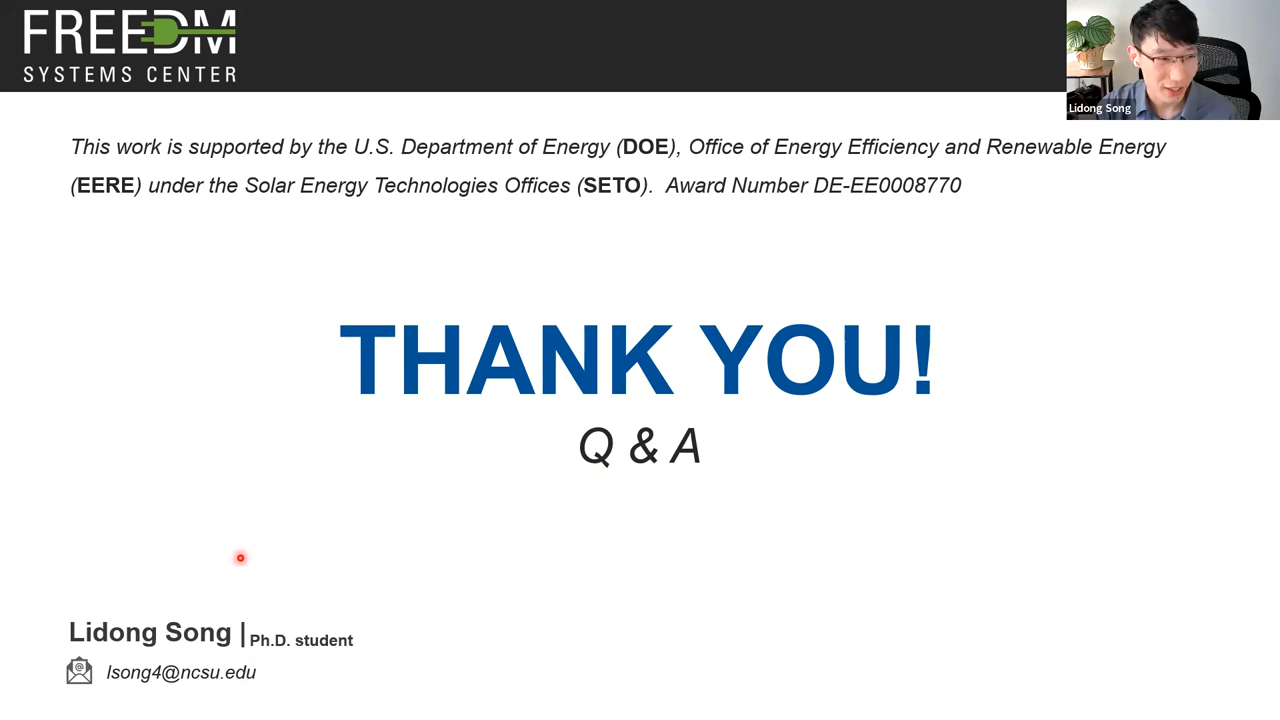 FREEDM
SYSTEMS CENTER
Lidong Song
This work is supported by the U.S. Department of Energy (DOE), Office of Energy Efficiency and Renewable Energy
(EERE) under the Solar Energy Technologies Offices (SETO).  Award Number DE-EE0008770
THANK YOU!
Q & A
Lidong Song | Ph.D. student
@ lsong4@ncsu.edu